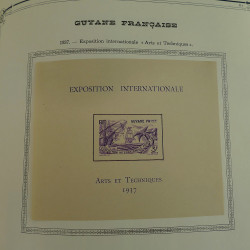 GUYANE FRANÇAISE
1937. — Exposition Internationale « Arts et Techniques ».
EXPOSITION INTERNATIONALE
ARTS ET TECHNIQUES
1937